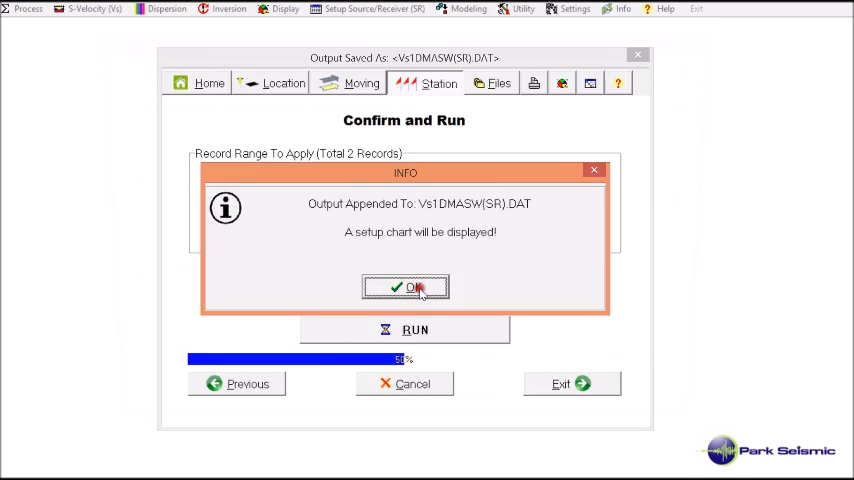 Process S-Velocity (Vs) Dispersion Inversion Display Setup Source/Receiver (SR) Modeling Utility Settings Info Help Exit
Output Saved As: <Vs1DMASW(SR).DAT>
Home Location Moving Station Files
Confirm and Run
Record Range To Apply (Total 2 Records)
INFO
Output Appended To: Vs1DMASW(SR).DAT
A setup chart will be displayed!
OK
RUN
50%
Previous Cancel Exit
Park Seismic